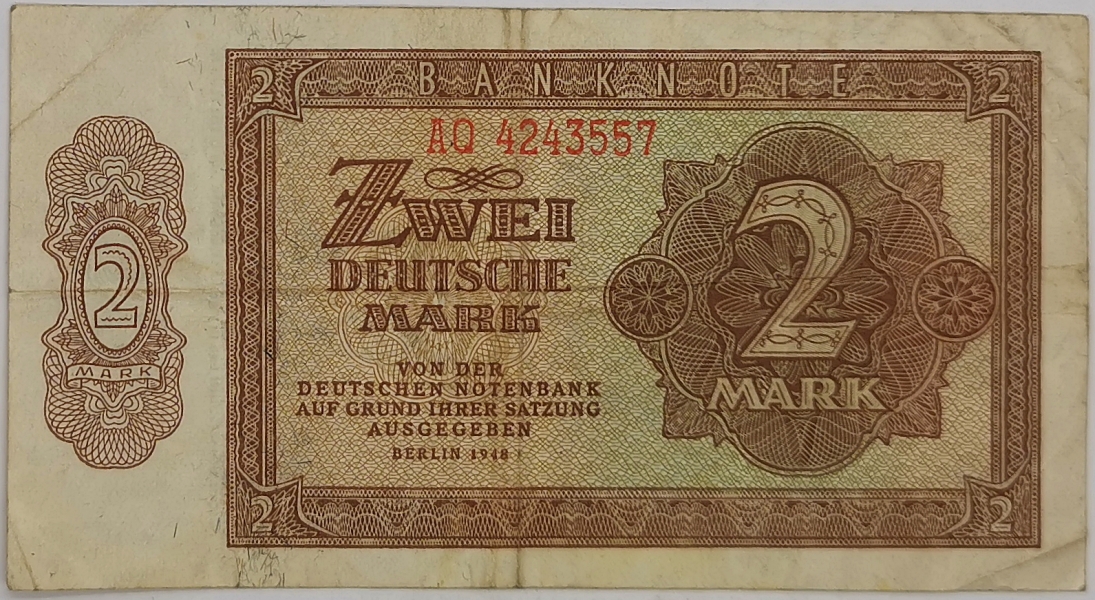 2 BANKNOTE 2
AQ 4243557
ZWEI
DEUTSCHE
MARK
VON DER
DEUTSCHEN NOTENBANK
AUF GRUND IHRER SATZUNG
AUSGEGEBEN
BERLIN 1948
2
MARK
2
MARK
2 2